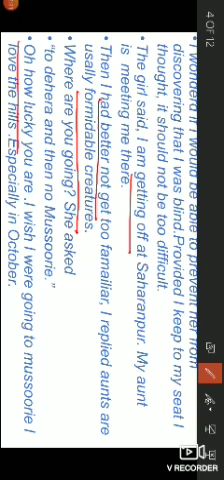 4 OF 12
• I wonderd if I would be able to prevent her from
discovering that I was blind.Provided I keep to my seat I
thought, it should not be too difficult.
• The girl said, I am getting off at Saharanpur. My aunt
is meeting me there.
• Then I had better not get too famailar, I replied aunts are
usally formidable creatures.
• Where are you going? She asked
• "to dehera and then no Mussoorie."
• Oh how lucky you are .I wish I were going to mussoorie I
love the hills .Especially in October.
V RECORDER